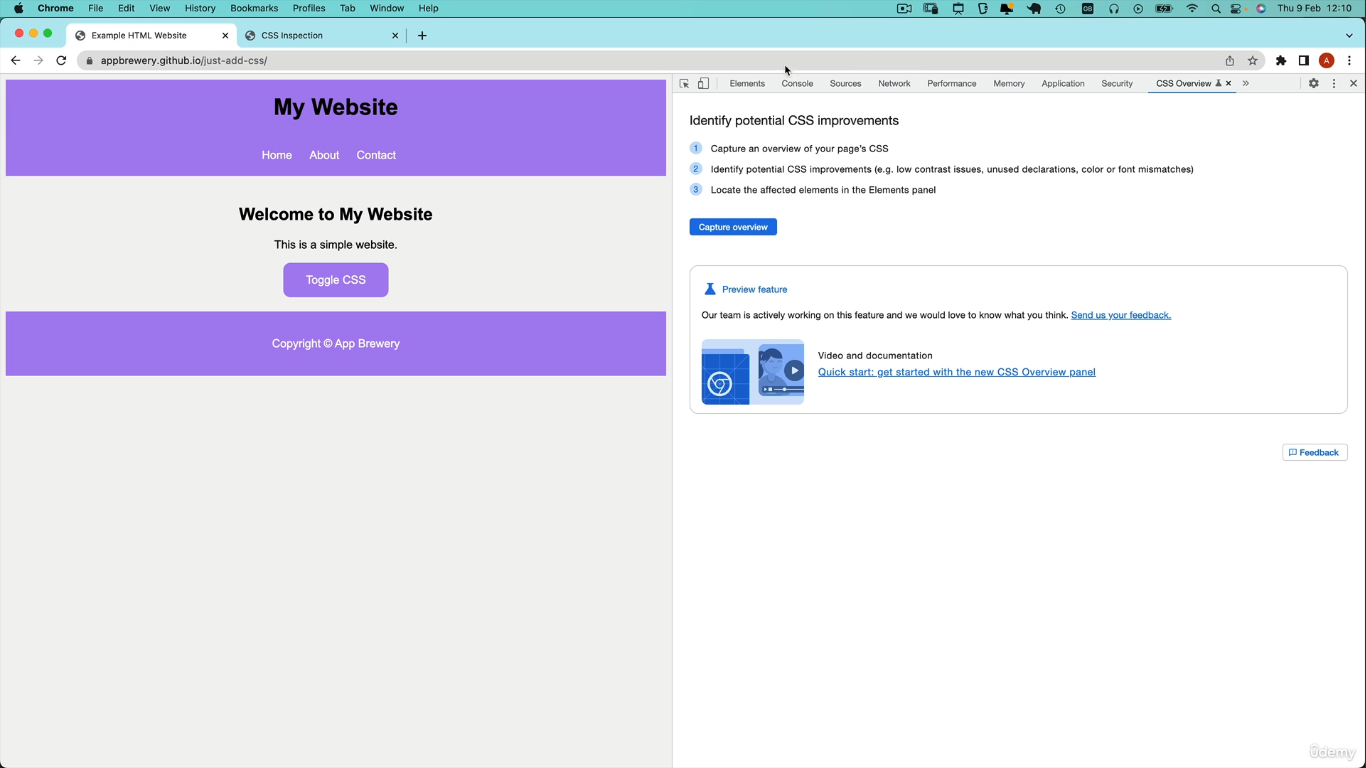 Chrome File Edit View History Bookmarks Profiles Tab Window Help Thu 9 Feb 12:10
Example HTML Website CSS Inspection
appbrewery.github.io/just-add-css/
Elements Console Sources Network Performance Memory Application Security CSS Overview
My Website
Home About Contact
Welcome to My Website
This is a simple website.
Toggle CSS
Copyright © App Brewery
Identify potential CSS improvements
1 Capture an overview of your page's CSS
2 Identify potential CSS improvements (e.g. low contrast issues, unused declarations, color or font mismatches)
3 Locate the affected elements in the Elements panel
Capture overview
Preview feature
Our team is actively working on this feature and we would love to know what you think. Send us your feedback.
Video and documentation
Quick start: get started with the new CSS Overview panel
Feedback
A
ûdemy